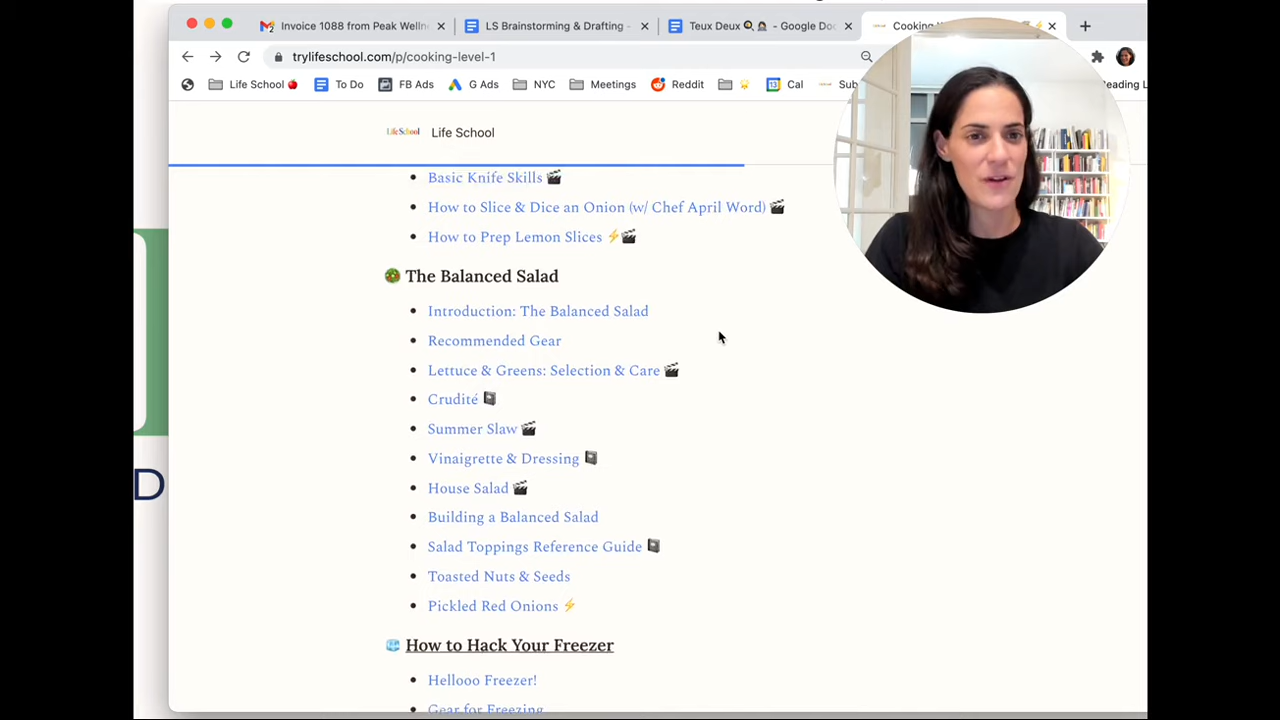 Invoice 1088 from Peak Welln
LS Brainstorming & Drafting -
Teux Deux - Google Doc
Cooking
trylifeschool.com/p/cooking-level-1
Life School
To Do
FB Ads
G Ads
NYC
Meetings
Reddit
Cal
Sub
Reading L
Life School Life School
Basic Knife Skills
How to Slice & Dice an Onion (w/ Chef April Word)
How to Prep Lemon Slices
The Balanced Salad
Introduction: The Balanced Salad
Recommended Gear
Lettuce & Greens: Selection & Care
Crudité
Summer Slaw
Vinaigrette & Dressing
House Salad
D
Building a Balanced Salad
Salad Toppings Reference Guide
Toasted Nuts & Seeds
Pickled Red Onions
How to Hack Your Freezer
Hellooo Freezer!
Gear for Freezing